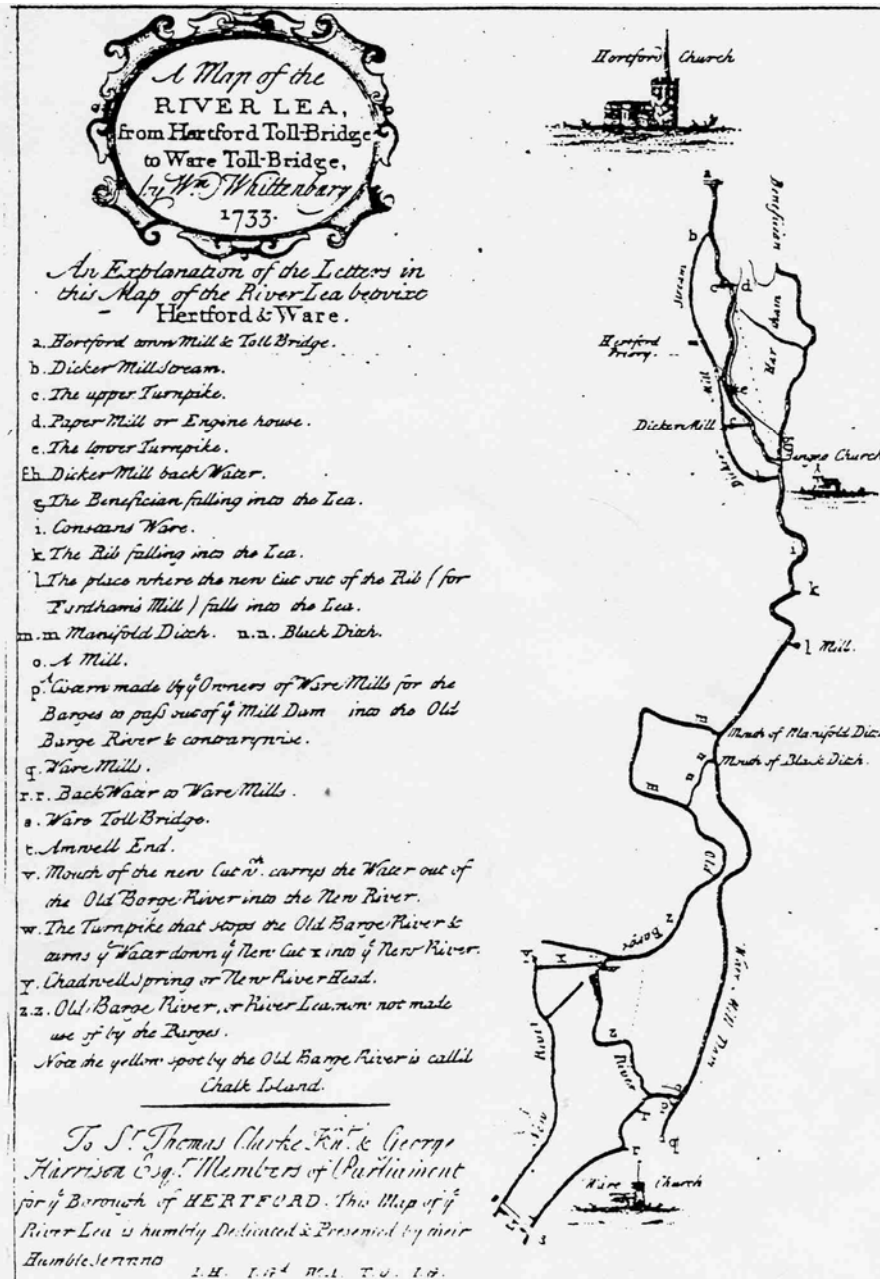 A Map of the
RIVER LEA,
from Hartford Toll-Bridge
to Ware Toll-Bridge,
by Wm Whittenbury
1733.
An Explanation of the Letters in
this Map of the River Lea betwixt
Hertford & Ware.
a. Hertford town Mill & Toll Bridge.
b. Dicker Mill stream.
c. The upper Turnpike.
d. Paper Mill or Engine house.
e. The lower Turnpike.
f.h. Dicker Mill back Water.
g. The Benefician falling into the Lea.
i. Constans Ware.
k. The Rib falling into the Lea.
l. The place where the new Cut out of the Rib (for
Fordham's Mill) falls into the Lea.
m.m Manifold Ditch. n.n. Black Ditch.
o. A Mill.
p. A Cistern made by ye Owners of Ware Mills for the
Barges to pass out of ye Mill Dam into the Old
Barge River & contrarywise.
q. Ware Mills.
r.r. Back Water to Ware Mills.
s. Ware Toll Bridge.
t. Amwell End.
v. Mouth of the new Cut wh. carrys the Water out of
the Old Barge River into the New River.
w. The Turnpike that stops the Old Barge River &
turns ye Water down ye New Cut x into ye New River.
y. Chadwell spring or New River Head.
z.z. Old Barge River, or River Lea, now not made
use of by the Barges.
Note the yellow spot by the Old Barge River is call'd
Chalk Island.
To Sr. Thomas Clarke Knt. & George
Harrison Esqr. Members of Parliament
for ye Borough of HERTFORD. This Map of ye
River Lea is humbly Dedicated & Presented by their
Humble servants
Hertford Church
a
b
c
d
Benefician
Stream
Hertford
Priory.
Mill
e
Har tham
Dicker Mill
f
Dicker
g
Bengeo Church
h
i
k
l Mill.
m
Mouth of Manifold Ditch.
n
n
Mouth of Black Ditch.
m
Old
z
Barge
Ware Mill Dam
x
River
z
River
New
p
o
q
r
r
Ware Church
t
s